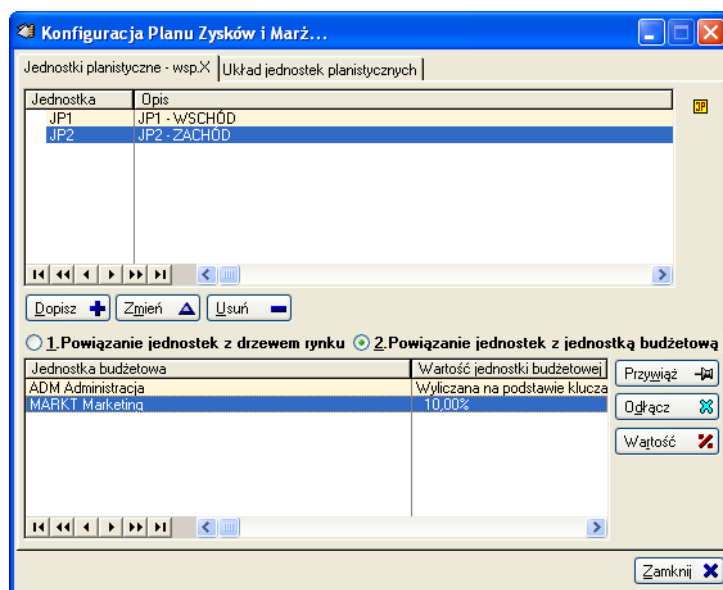 Konfiguracja Planu Zysków i Marż...
Jednostki planistyczne - wsp.X Układ jednostek planistycznych
Jednostka Opis
JP1 JP1 - WSCHÓD
JP2 JP2 - ZACHÓD
JP
Dopisz Zmień Usuń
1.Powiązanie jednostek z drzewem rynku 2.Powiązanie jednostek z jednostką budżetową
Jednostka budżetowa Wartość jednostki budżetowej
ADM Administracja Wyliczana na podstawie klucza
MARKT Marketing 10,00%
Przywiąż
Odłącz
Wartość
Zamknij